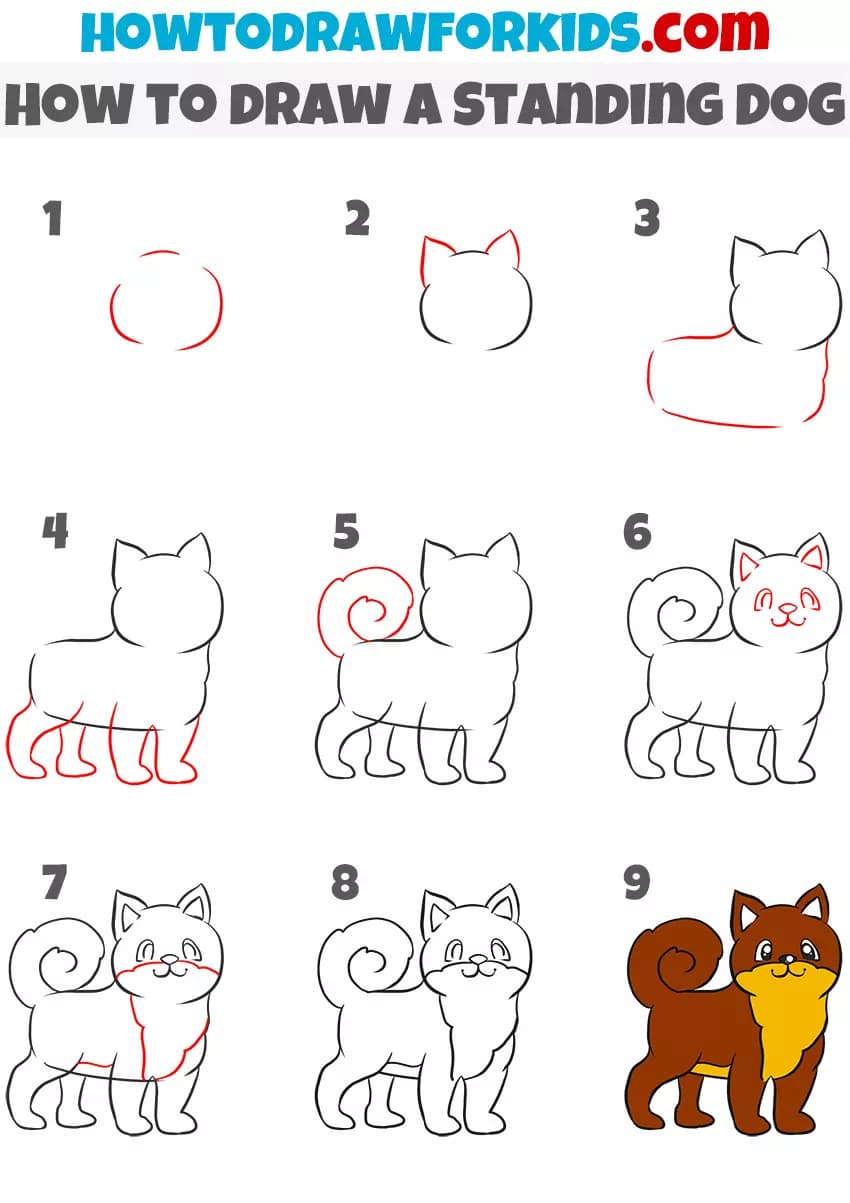 HOWTODRAWFORKIDS.COM
HOW TO DRAW A STANDING DOG
1 2 3
4 5 6
7 8 9